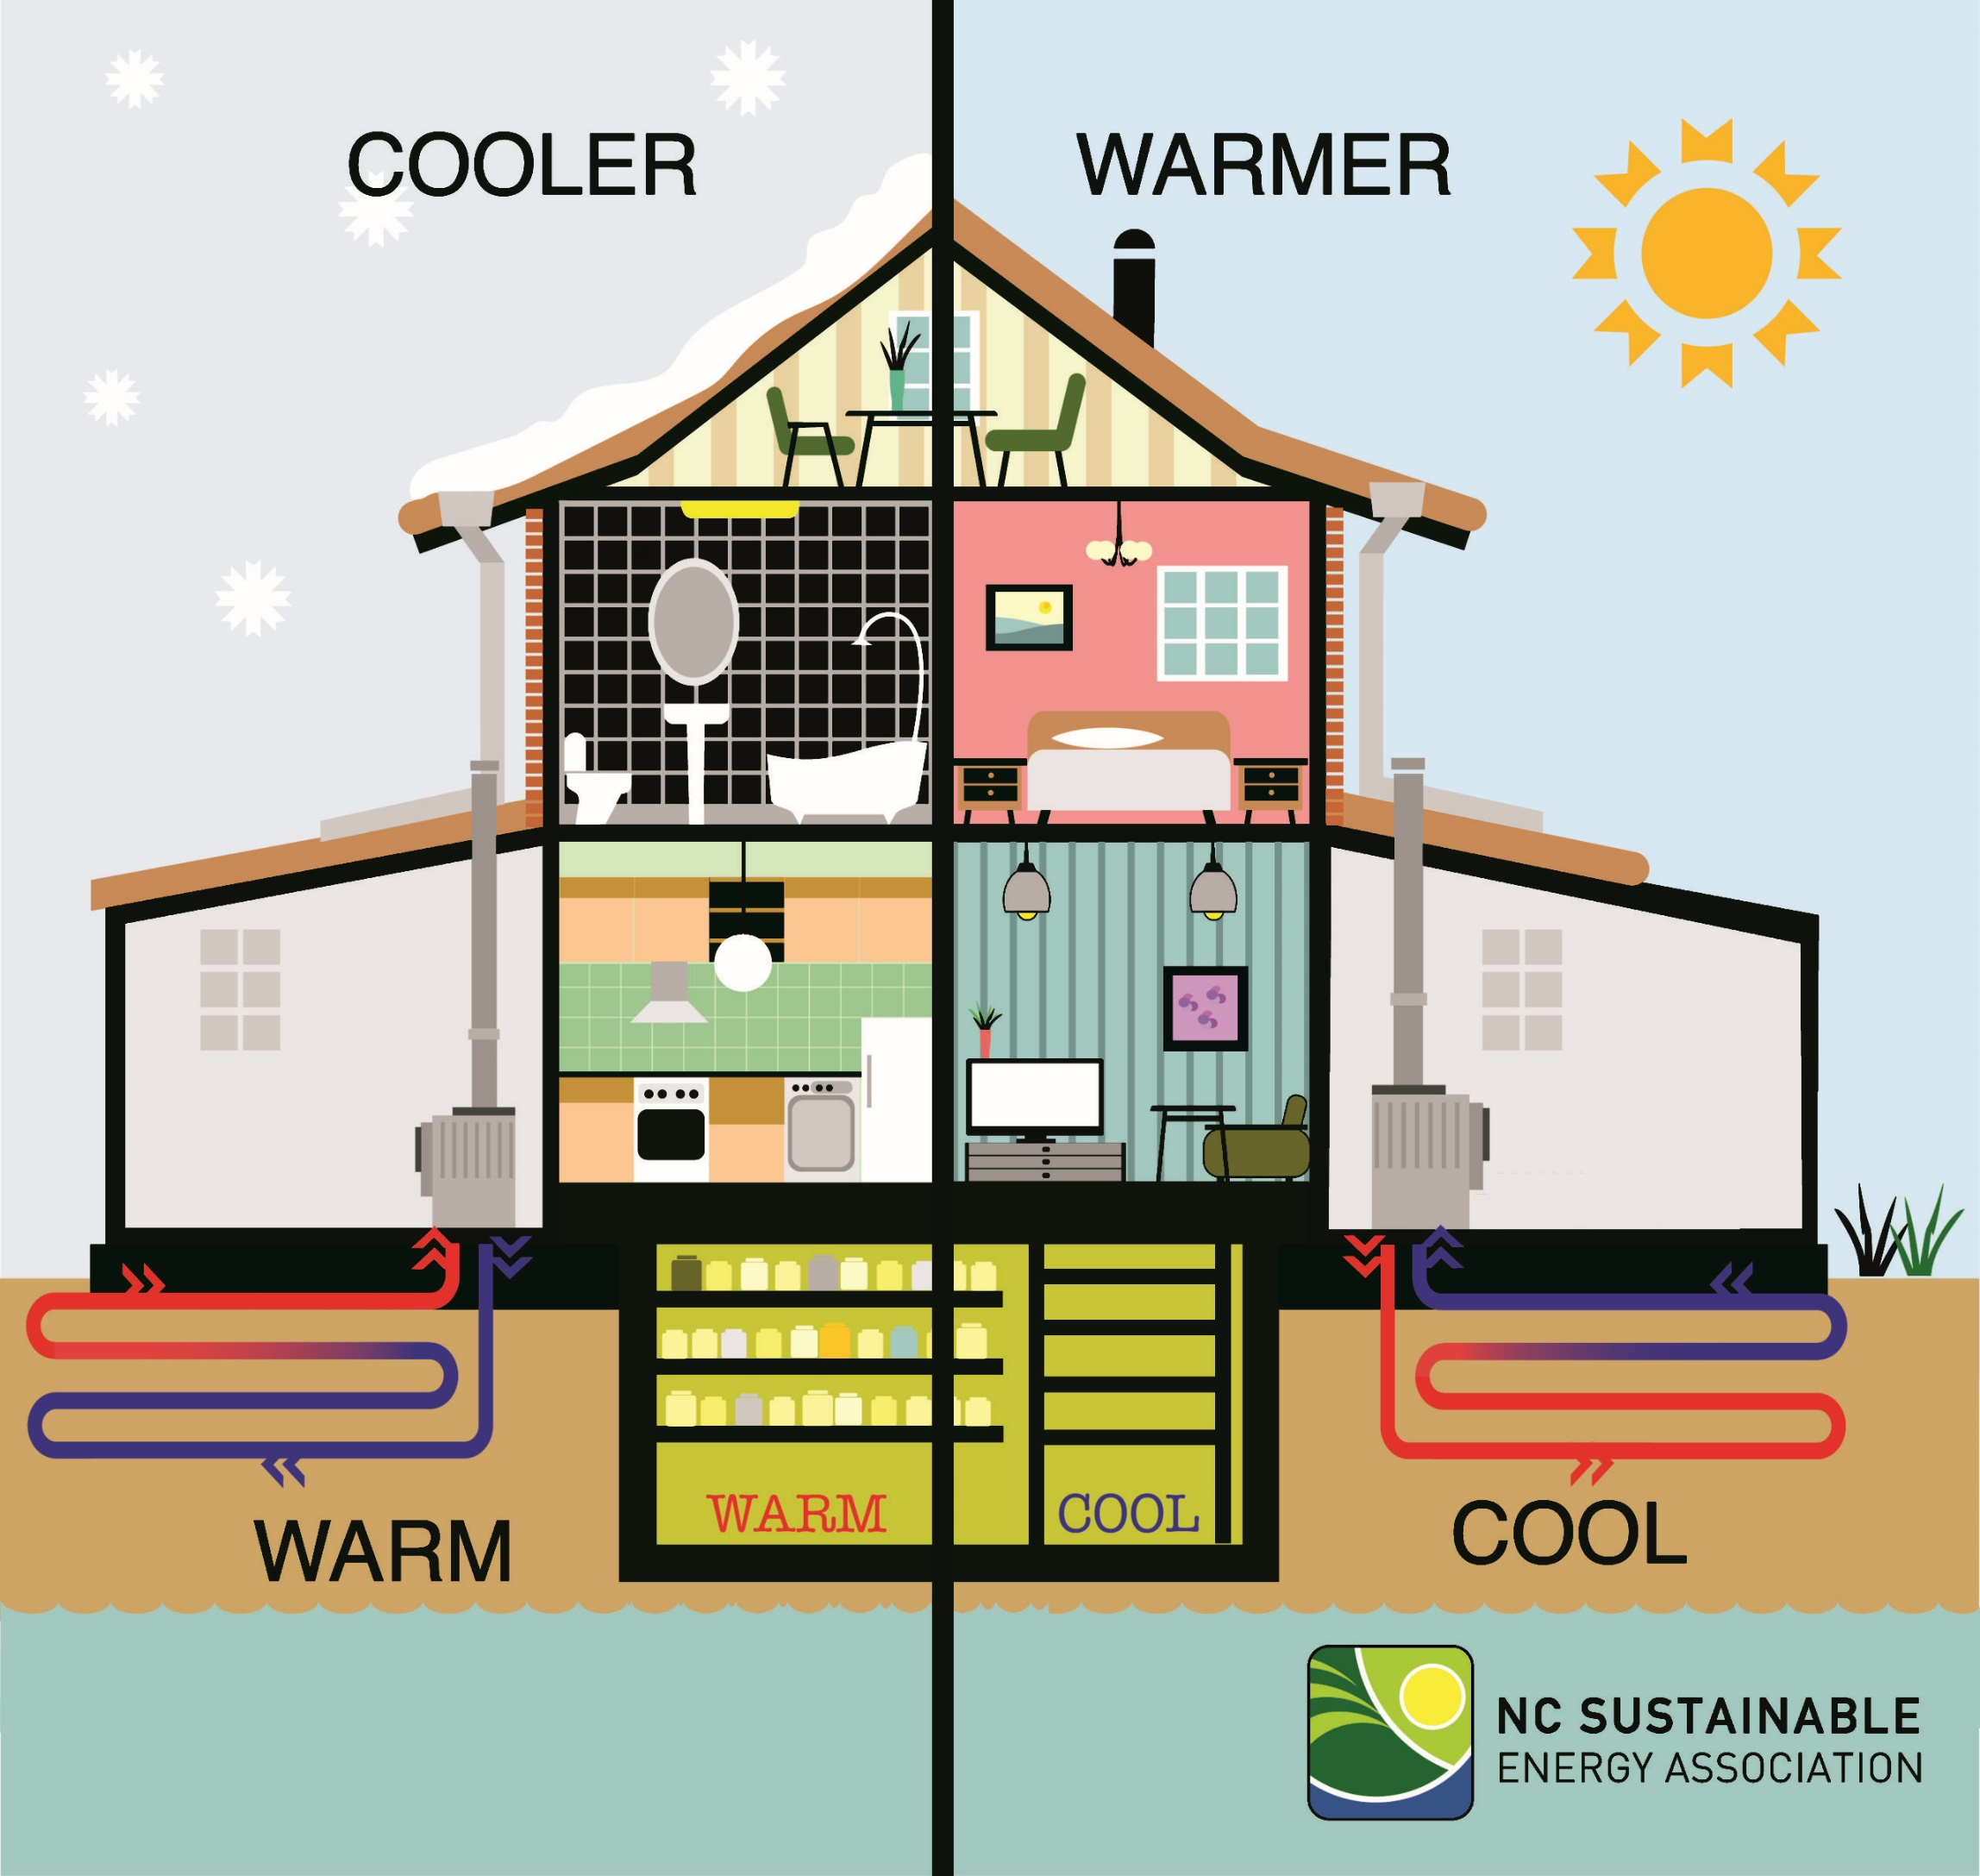 COOLER
WARMER
WARM
COOL
WARM
COOL
NC SUSTAINABLE
ENERGY ASSOCIATION